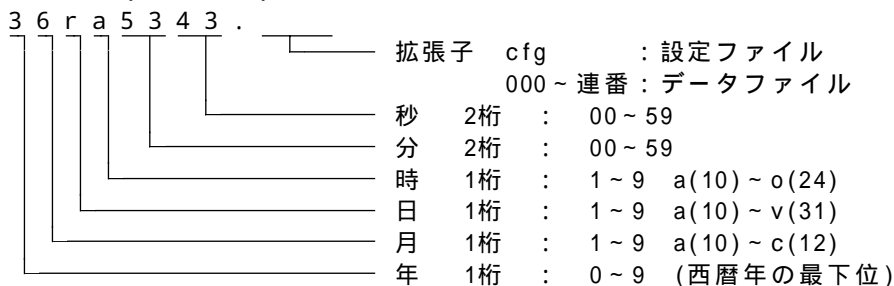 36ra5343.
拡張子 cfg : 設定ファイル
000~連番 : データファイル
秒 2桁 : 00~59
分 2桁 : 00~59
時 1桁 : 1~9 a(10)~o(24)
日 1桁 : 1~9 a(10)~v(31)
月 1桁 : 1~9 a(10)~c(12)
年 1桁 : 0~9 (西暦年の最下位)